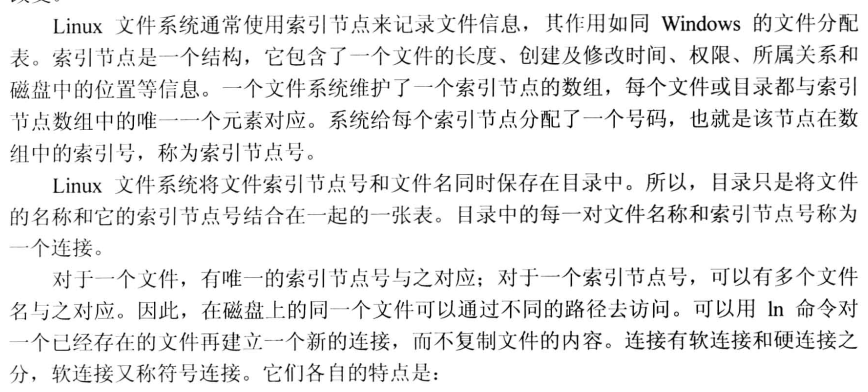 Linux 文件系统通常使用索引节点来记录文件信息，其作用如同 Windows 的文件分配
表。索引节点是一个结构，它包含了一个文件的长度、创建及修改时间、权限、所属关系和
磁盘中的位置等信息。一个文件系统维护了一个索引节点的数组，每个文件或目录都与索引
节点数组中的唯一一个元素对应。系统给每个索引节点分配了一个号码，也就是该节点在数
组中的索引号，称为索引节点号。
Linux 文件系统将文件索引节点号和文件名同时保存在目录中。所以，目录只是将文件
的名称和它的索引节点号结合在一起的一张表。目录中的每一对文件名称和索引节点号称为
一个连接。
对于一个文件，有唯一的索引节点号与之对应；对于一个索引节点号，可以有多个文件
名与之对应。因此，在磁盘上的同一个文件可以通过不同的路径去访问。可以用 ln 命令对
一个已经存在的文件再建立一个新的连接，而不复制文件的内容。连接有软连接和硬连接之
分，软连接又称符号连接。它们各自的特点是：